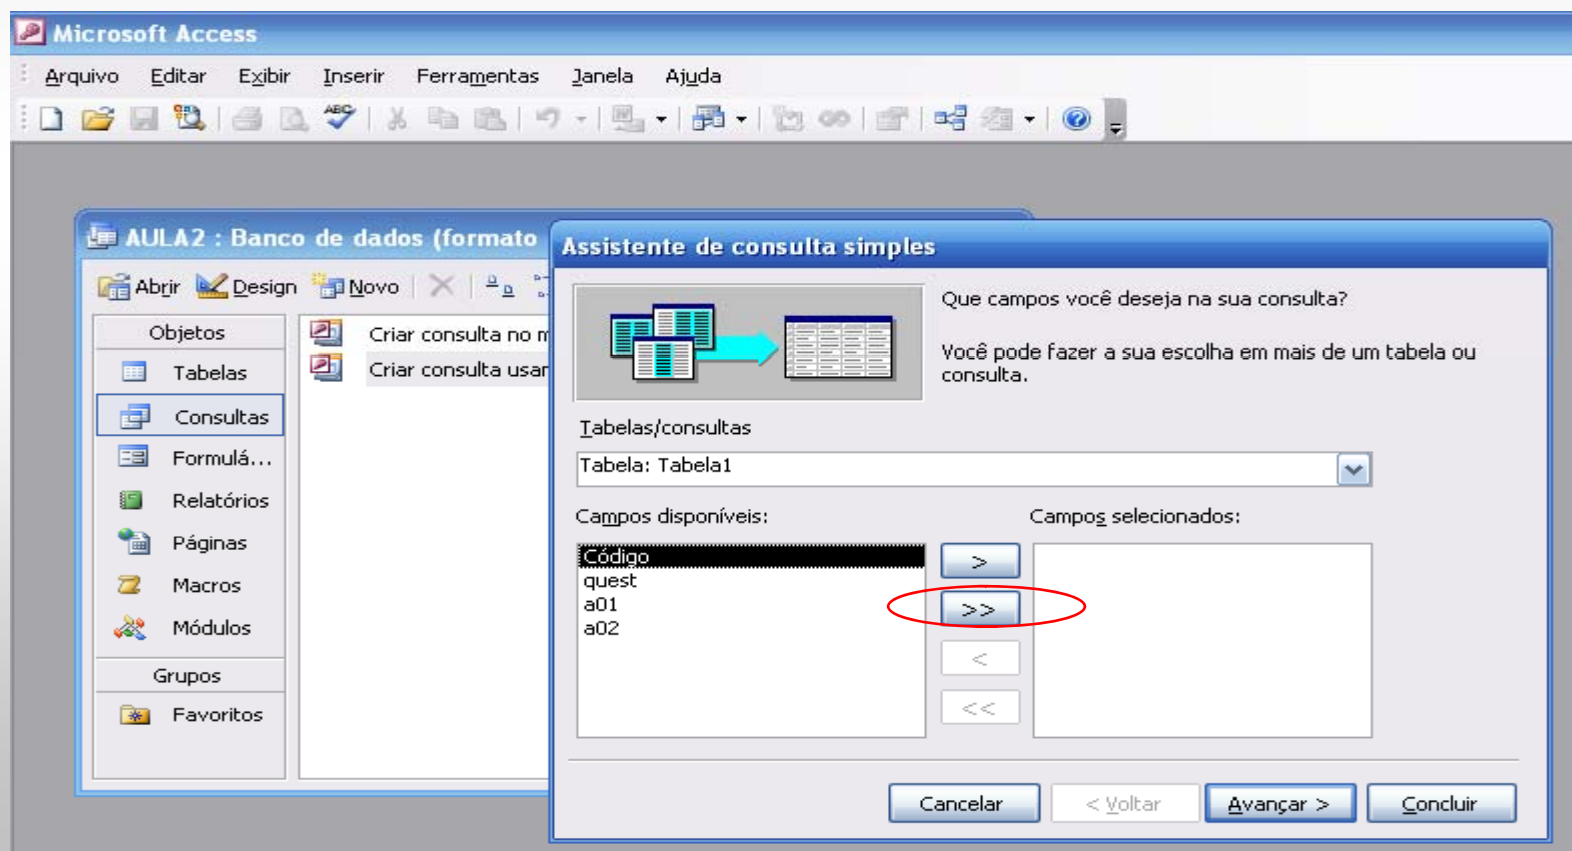 Microsoft Access
Arquivo Editar Exibir Inserir Ferramentas Janela Ajuda
ABC
AULA2 : Banco de dados (formato
Abrir Design Novo
Objetos
Tabelas
Consultas
Formulá...
Relatórios
Páginas
Macros
Módulos
Grupos
Favoritos
Criar consulta no m
Criar consulta usar
Assistente de consulta simples
Que campos você deseja na sua consulta?
Você pode fazer a sua escolha em mais de um tabela ou
consulta.
Tabelas/consultas
Tabela: Tabela1
Campos disponíveis:
Código
quest
a01
a02
>
>>
<
<<
Campos selecionados:
Cancelar < Voltar Avançar > Concluir